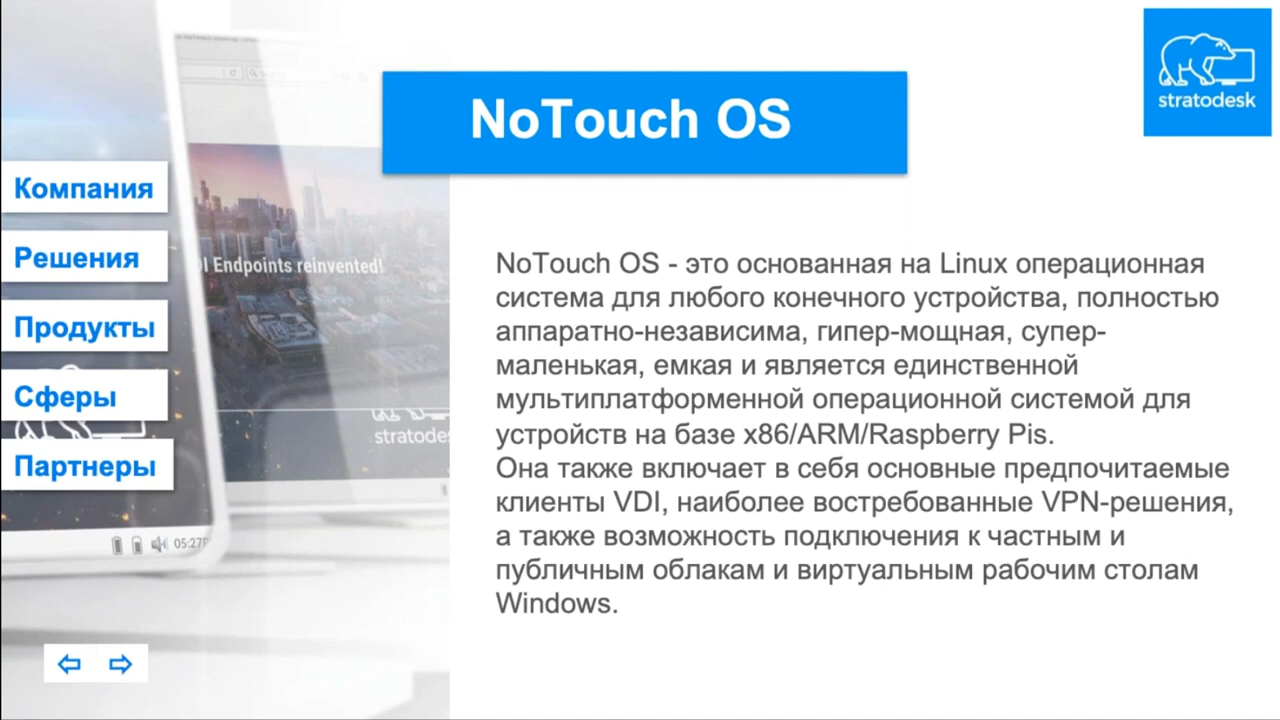 NoTouch OS
stratodesk
Компания
Решения
Продукты
Сферы
Партнеры
Endpoints reinvented!
05:27
NoTouch OS - это основанная на Linux операционная
система для любого конечного устройства, полностью
аппаратно-независима, гипер-мощная, супер-
маленькая, емкая и является единственной
мультиплатформенной операционной системой для
устройств на базе x86/ARM/Raspberry Pis.
Она также включает в себя основные предпочитаемые
клиенты VDI, наиболее востребованные VPN-решения,
а также возможность подключения к частным и
публичным облакам и виртуальным рабочим столам
Windows.